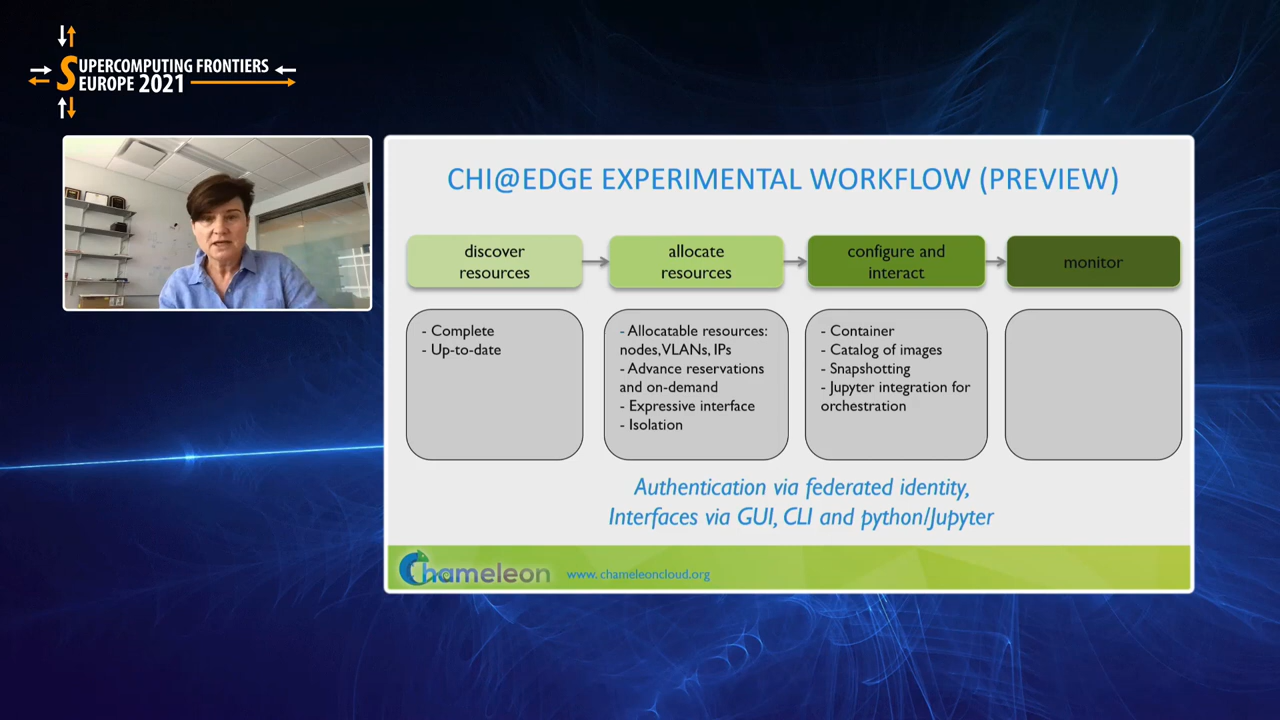 SUPERCOMPUTING FRONTIERS
EUROPE 2021
CHI@EDGE EXPERIMENTAL WORKFLOW (PREVIEW)
discover
resources
allocate
resources
configure and
interact
monitor
- Complete
- Up-to-date
- Allocatable resources:
nodes, VLANs, IPs
- Advance reservations
and on-demand
- Expressive interface
- Isolation
- Container
- Catalog of images
- Snapshotting
- Jupyter integration for
orchestration
Authentication via federated identity,
Interfaces via GUI, CLI and python/Jupyter
Chameleon
www. chameleoncloud.org